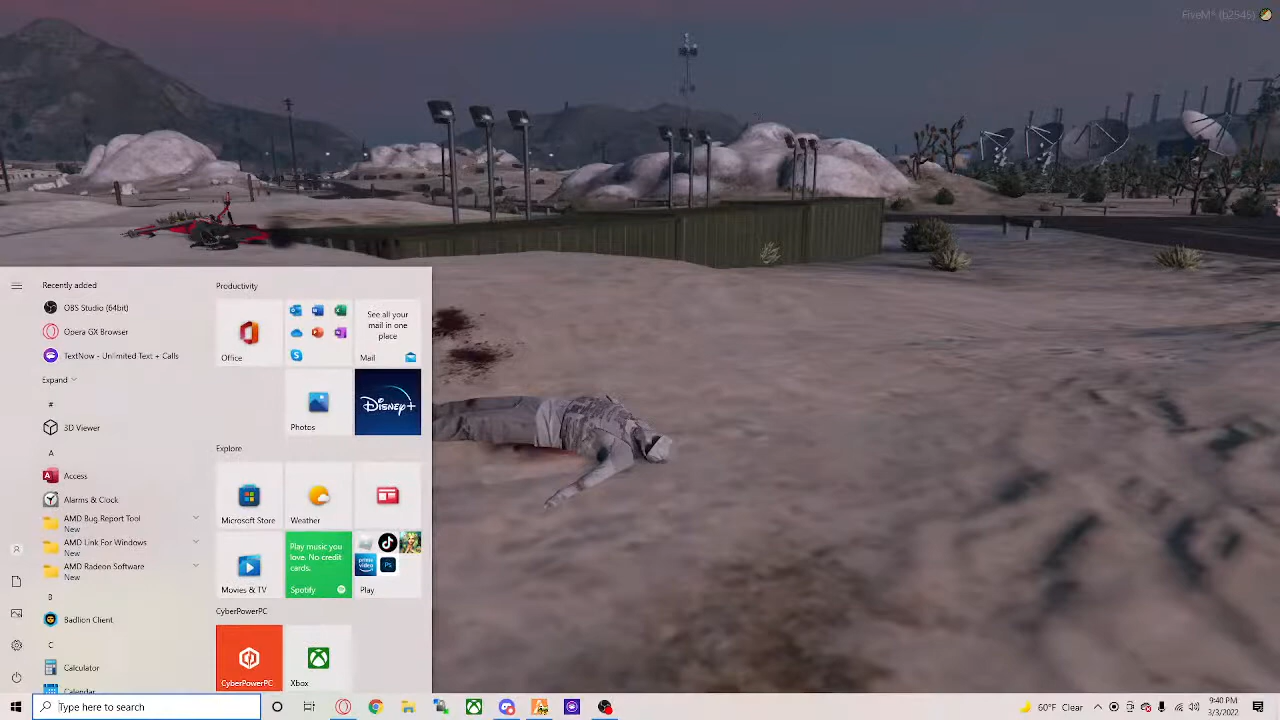 FiveM® (b2545)
Recently added
OBS Studio (64bit)
Opera GX Browser
TextNow - Unlimited Text + Calls
Expand
#
3D Viewer
A
Access
Alarms & Clock
AMD Bug Report Tool
New
AMD Link For Windows
New
AMD Radeon Software
New
B
Badlion Client
C
Calculator
Calendar
Productivity
Office
See all your
mail in one
place
Mail
Photos
Disney+
Explore
Microsoft Store
Weather
Movies & TV
Play music you
love. No credit
cards.
Spotify
prime video
Ps
Play
CyberPowerPC
CyberPowerPC
Xbox
Type here to search
60°F Clear
9:40 PM
3/3/2022